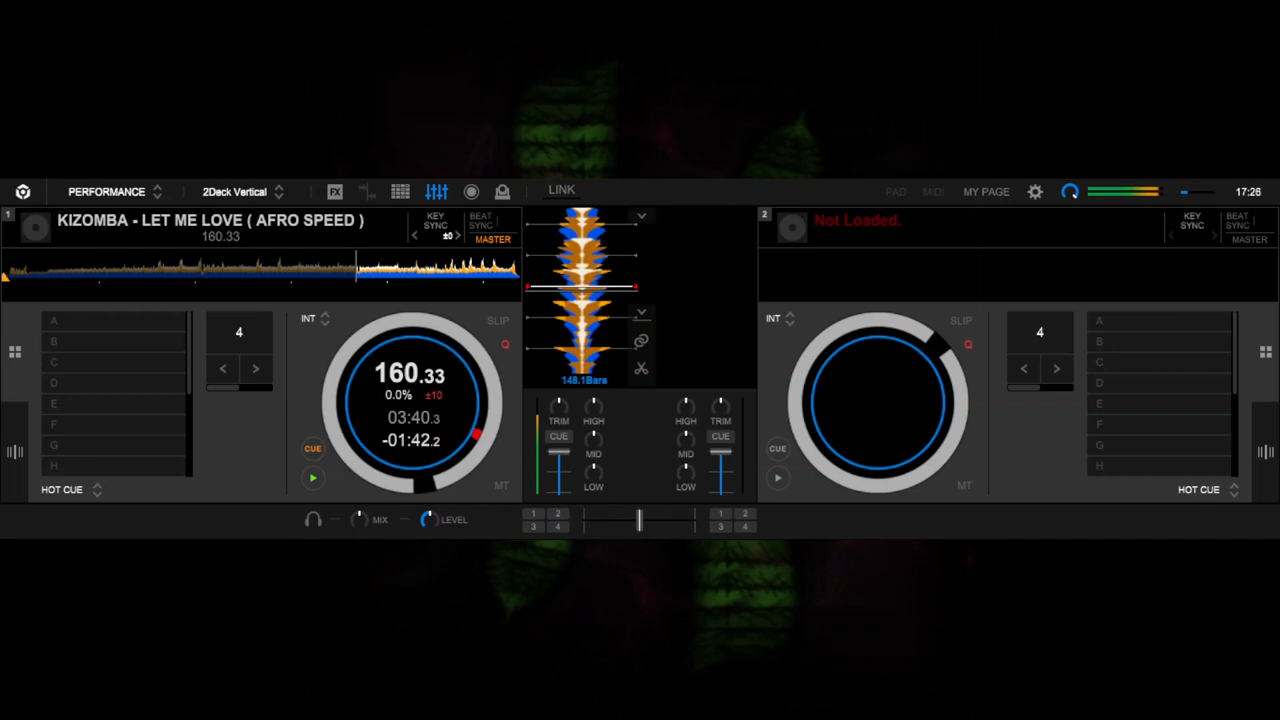 PERFORMANCE 2Deck Vertical FX LINK PAD MIDI MY PAGE 17:26
1 KIZOMBA - LET ME LOVE ( AFRO SPEED )
160.33
KEY SYNC ±0
BEAT SYNC
MASTER
2 Not Loaded.
KEY SYNC
BEAT SYNC
MASTER
A
B
C
D
E
F
G
H
HOT CUE
4
INT
SLIP
Q
160.33
0.0% ±10
03:40.3
-01:42.2
CUE
MT
148.1Bars
TRIM HIGH
CUE
MID
LOW
HIGH TRIM
CUE
MID
LOW
INT
SLIP
Q
CUE
MT
4
A
B
C
D
E
F
G
H
HOT CUE
MIX LEVEL
1 2
3 4
1 2
3 4